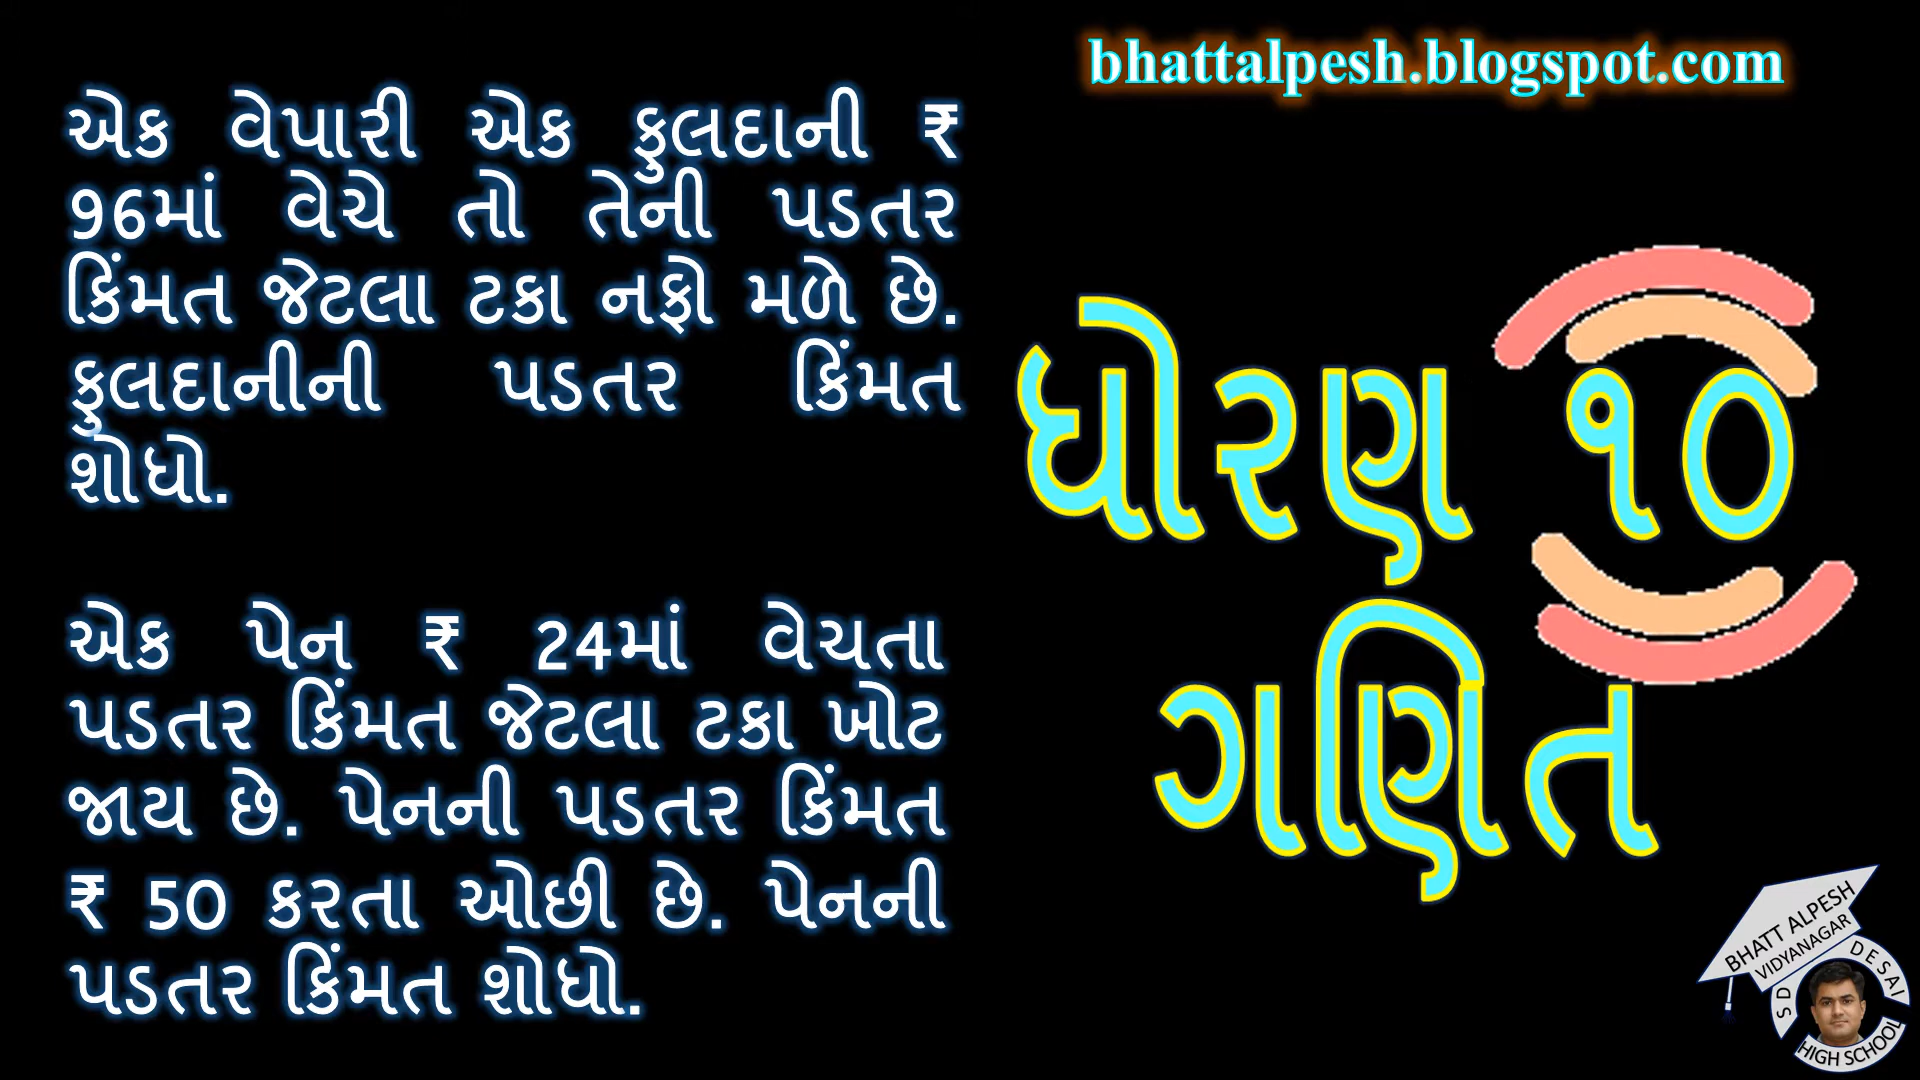 bhattalpesh.blogspot.com
એક વેપારી એક ફુલદાની ₹
96માં વેચે તો તેની પડતર
કિંમત જેટલા ટકા નફો મળે છે.
ફુલદાનીની પડતર કિંમત
શોધો.
એક પેન ₹ 24માં વેચતા
પડતર કિંમત જેટલા ટકા ખોટ
જાય છે. પેનની પડતર કિંમત
₹ 50 કરતા ઓછી છે. પેનની
પડતર કિંમત શોધો.
ધોરણ ૧૦
ગણિત
BHATT ALPESH
VIDYANAGAR
SD DESAI
HIGH SCHOOL